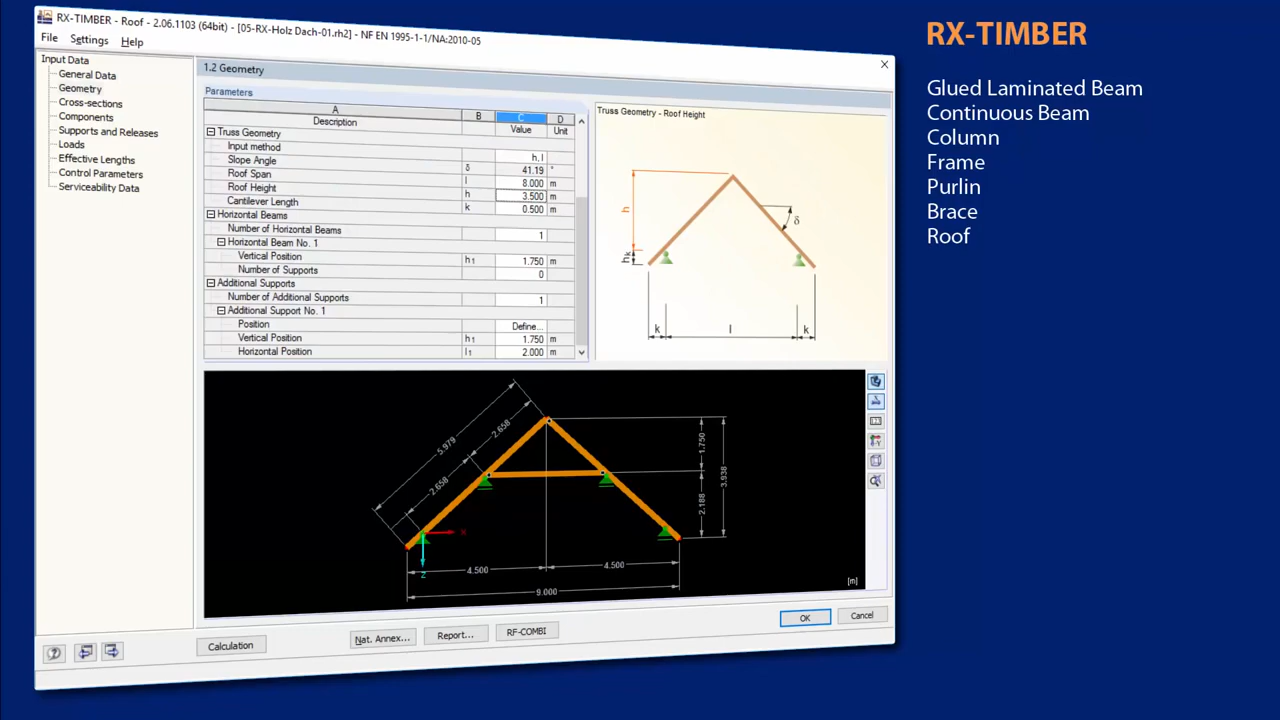 RX-TIMBER - Roof - 2.06.1103 (64bit) - [05-RX-Holz Dach-01.rh2] - NF EN 1995-1-1/NA:2010-05
File Settings Help
Input Data
General Data
Geometry
Cross-sections
Components
Supports and Releases
Loads
Effective Lengths
Control Parameters
Serviceability Data
1.2 Geometry
Parameters
A B C D
Description Value Unit
Truss Geometry
Input method h, l
Slope Angle δ 41.19 °
Roof Span l 8.000 m
Roof Height h 3.500 m
Cantilever Length k 0.500 m
Horizontal Beams
Number of Horizontal Beams 1
Horizontal Beam No. 1
Vertical Position h1 1.750 m
Number of Supports 0
Additional Supports
Number of Additional Supports 1
Additional Support No. 1
Position Define...
Vertical Position h1 1.750 m
Horizontal Position l1 2.000 m
Truss Geometry - Roof Height
h
δ
hk
k l k
5.979
2.658
2.658
1.750
3.938
2.188
X
Z
4.500 4.500
9.000
[m]
Calculation Nat. Annex... Report... RF-COMBI OK Cancel
RX-TIMBER
Glued Laminated Beam
Continuous Beam
Column
Frame
Purlin
Brace
Roof